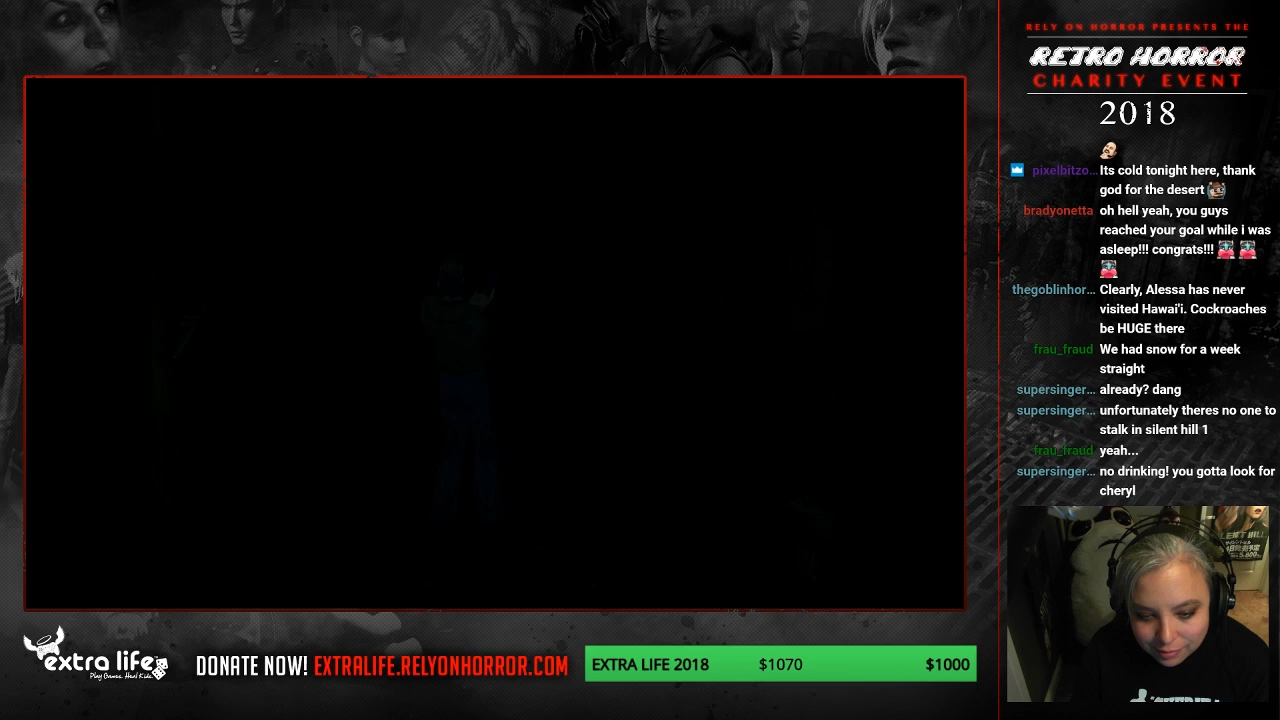 RELY ON HORROR PRESENTS THE
RETRO HORROR
CHARITY EVENT
2018
pixelbitzo… Its cold tonight here, thank
god for the desert
bradyonetta oh hell yeah, you guys
reached your goal while i was
asleep!!! congrats!!!
thegoblinhor… Clearly, Alessa has never
visited Hawai'i. Cockroaches
be HUGE there
frau_fraud We had snow for a week
straight
supersinger… already? dang
supersinger… unfortunately theres no one to
stalk in silent hill 1
frau_fraud yeah...
supersinger… no drinking! you gotta look for
cheryl
extra life
Play Games. Heal Kids.
DONATE NOW! EXTRALIFE.RELYONHORROR.COM
EXTRA LIFE 2018 $1070 $1000